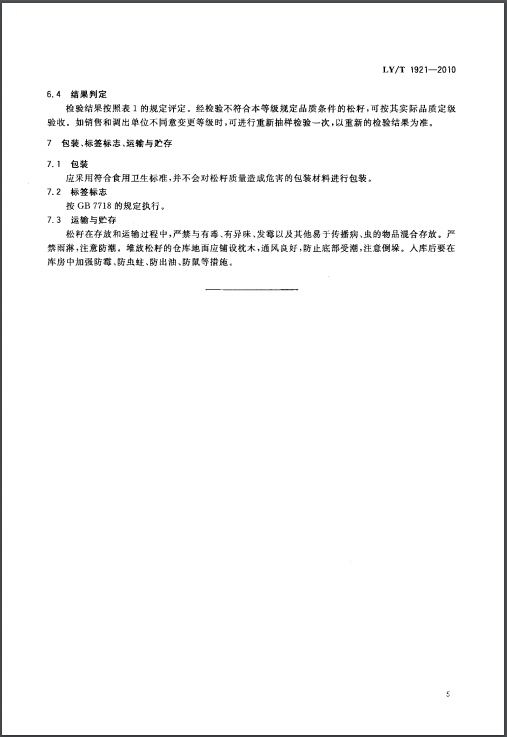 LY/T 1921—2010
6.4 结果判定
检验结果按照表1的规定评定。经检验不符合本等级规定品质条件的松籽,可按其实际品质定级
验收。如销售和调出单位不同意变更等级时,可进行重新抽样检验一次,以重新的检验结果为准。
7 包装、标签标志、运输与贮存
7.1 包装
应采用符合食用卫生标准,并不会对松籽质量造成危害的包装材料进行包装。
7.2 标签标志
按GB 7718的规定执行。
7.3 运输与贮存
松籽在存放和运输过程中,严禁与有毒、有异味、发霉以及其他易于传播病、虫的物品混合存放。严
禁雨淋,注意防潮。堆放松籽的仓库地面应铺设枕木,通风良好,防止底部受潮,注意倒垛。入库后要在
库房中加强防霉、防虫蛀、防出油、防鼠等措施。
5